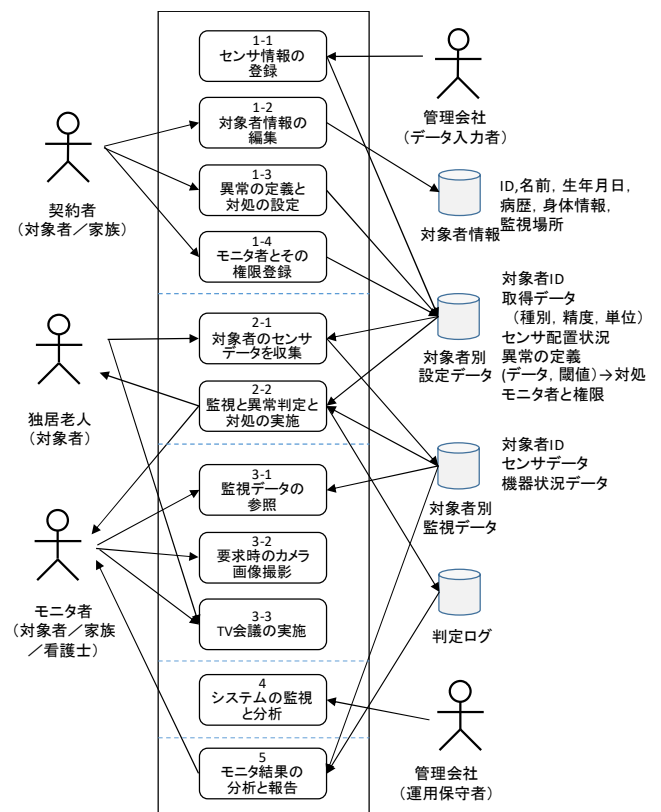 1-1
センサ情報の
登録
管理会社
（データ入力者）
1-2
対象者情報の
編集
契約者
（対象者／家族）
1-3
異常の定義と
対処の設定
対象者情報
ID,名前，生年月日，
病歴，身体情報，
監視場所
1-4
モニタ者とその
権限登録
対象者別
設定データ
対象者ID
取得データ
（種別，精度，単位）
センサ配置状況
異常の定義
(データ，閾値)→対処
モニタ者と権限
2-1
対象者のセンサ
データを収集
独居老人
（対象者）
2-2
監視と異常判定と
対処の実施
対象者別
監視データ
対象者ID
センサデータ
機器状況データ
3-1
監視データの
参照
モニタ者
（対象者／家族
／看護士）
3-2
要求時のカメラ
画像撮影
3-3
TV会議の実施
判定ログ
4
システムの監視
と分析
管理会社
（運用保守者）
5
モニタ結果の
分析と報告